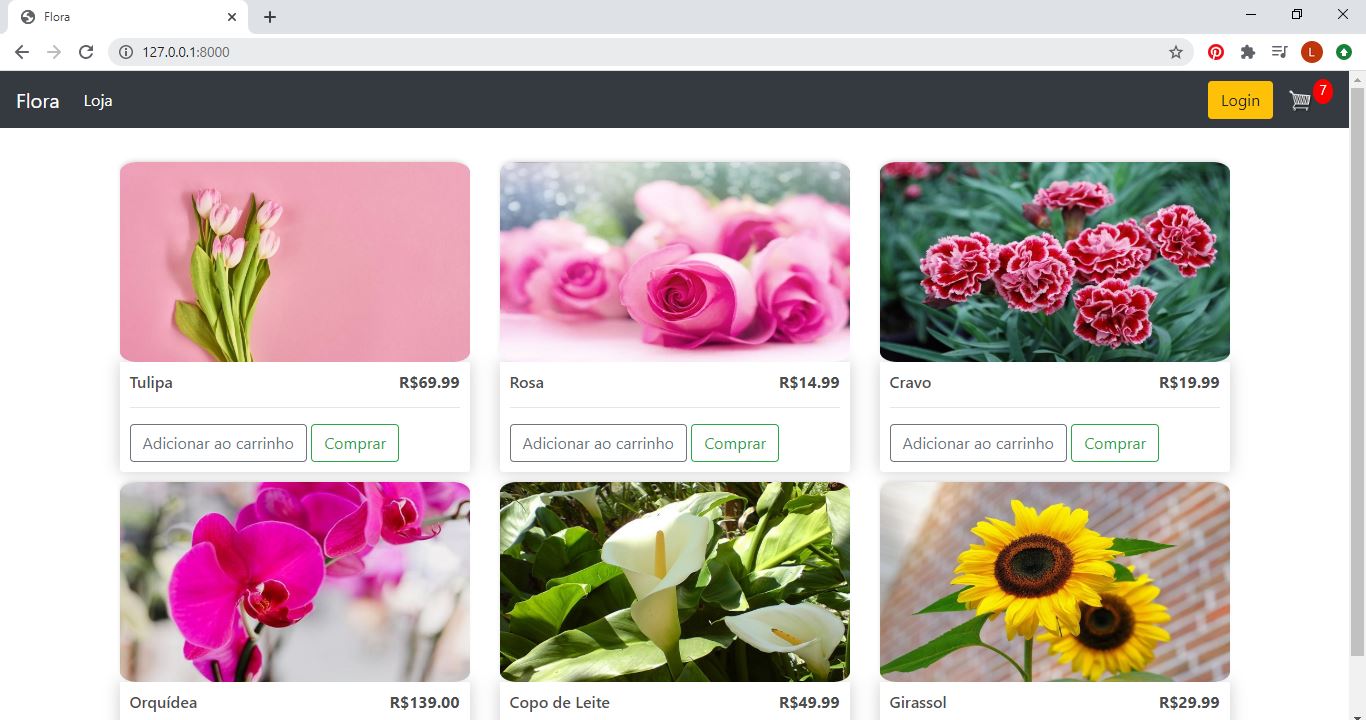 Flora
127.0.0.1:8000
L
Flora Loja Login 7
Tulipa R$69.99
Rosa R$14.99
Cravo R$19.99
Adicionar ao carrinho Comprar
Adicionar ao carrinho Comprar
Adicionar ao carrinho Comprar
Orquídea R$139.00
Copo de Leite R$49.99
Girassol R$29.99